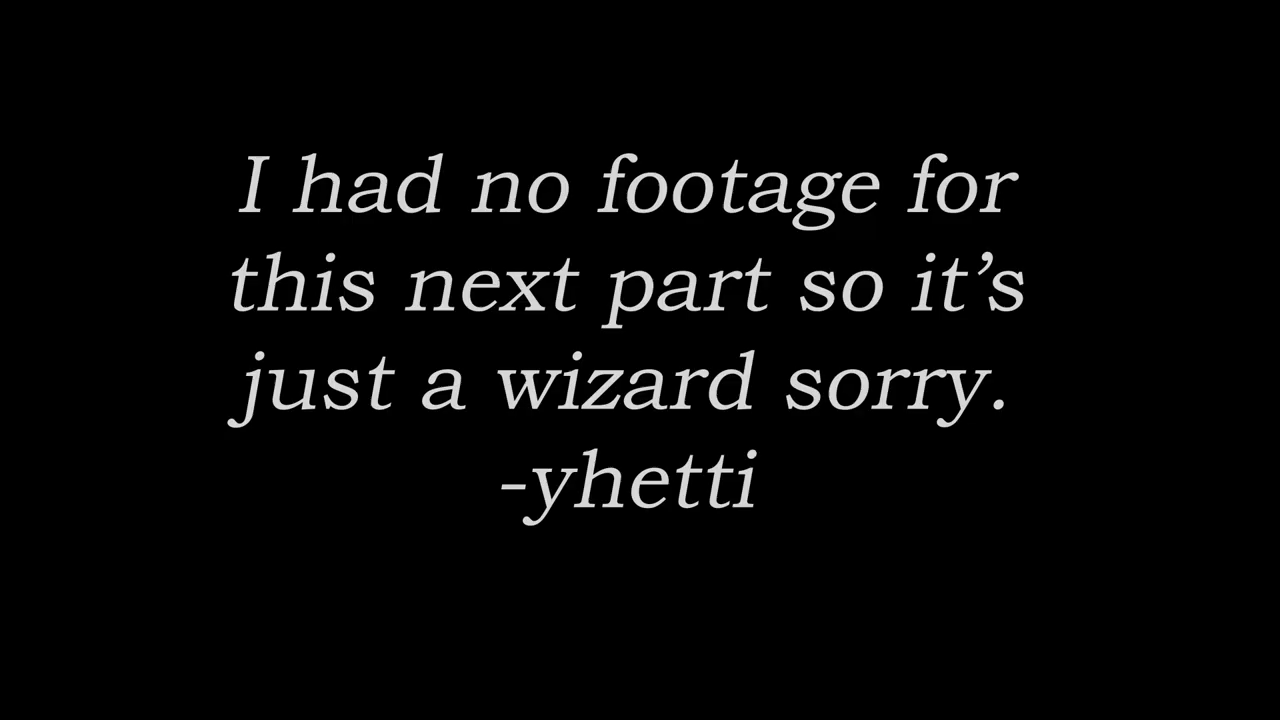 I had no footage for
this next part so it’s
just a wizard sorry.
-yhetti